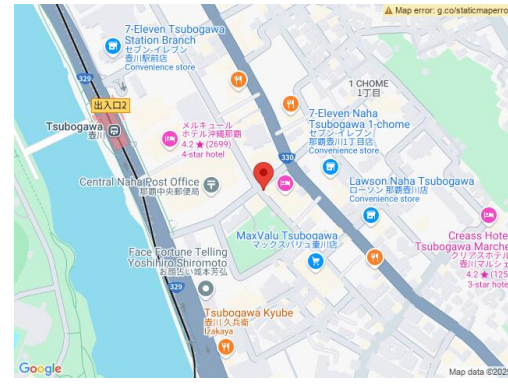 Map error: g.co/staticmaperro
7-Eleven Tsubogawa
Station Branch
セブン-イレブン
壺川駅前店
Convenience store
329
出入口2
Tsubogawa
壺川
メルキュール
ホテル沖縄那覇
4.2 ★ (2699)
4-star hotel
1 CHOME
1丁目
7-Eleven Naha
Tsubogawa 1-chome
セブン-イレブン
那覇壺川1丁目店
Convenience store
330
Central Naha Post Office
那覇中央郵便局
Lawson Naha Tsubogawa
ローソン 那覇壺川店
Convenience store
MaxValu Tsubogawa
マックスバリュ壺川店
Creass Hote
Tsubogawa Marche
クリアスホテル
壺川マルシェ
4.2 ★ (125
3-star hote
Face Fortune Telling
Yoshihiro Shiromoto
お顔占い城本芳弘
329
Tsubogawa Kyube
壺川 久兵衛
Izakaya
Google
Map data ©2025